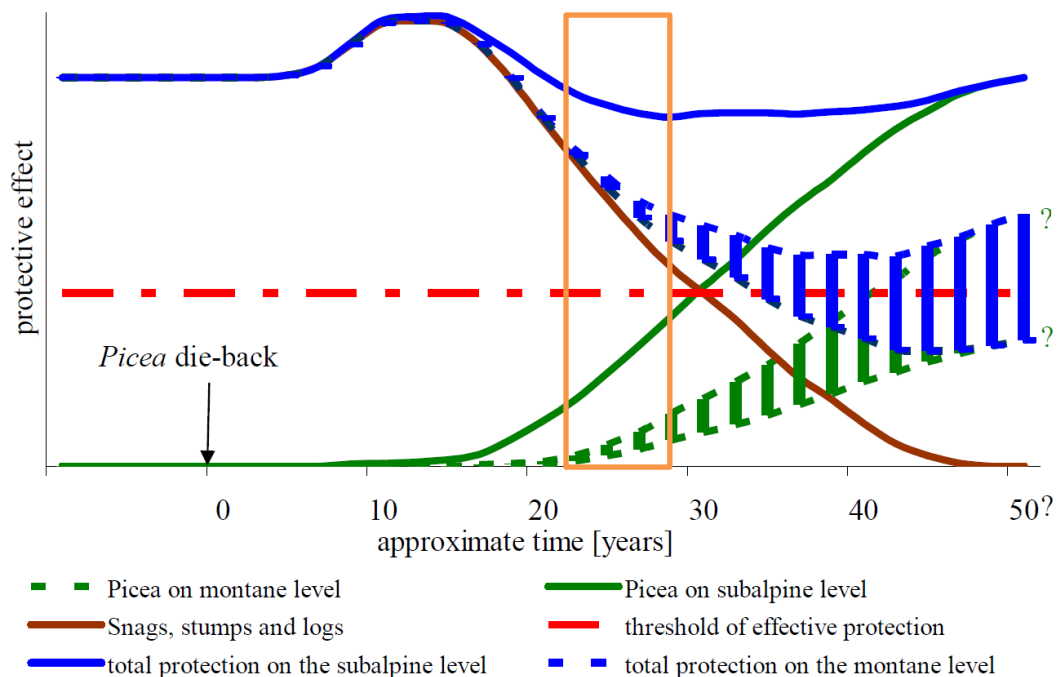 protective effect
Picea die-back
?
?
0 10 20 30 40 50?
approximate time [years]
Picea on montane level
Picea on subalpine level
Snags, stumps and logs
threshold of effective protection
total protection on the subalpine level
total protection on the montane level